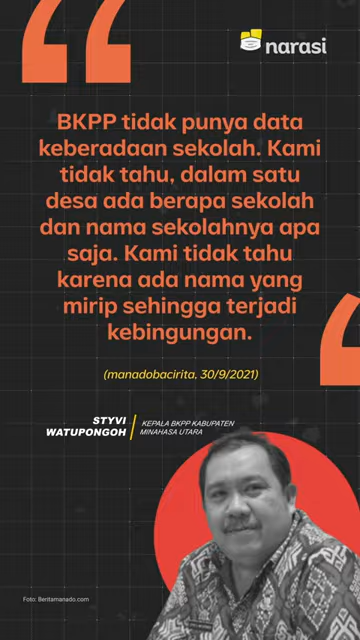 narasi
BKPP tidak punya data
keberadaan sekolah. Kami
tidak tahu, dalam satu
desa ada berapa sekolah
dan nama sekolahnya apa
saja. Kami tidak tahu
karena ada nama yang
mirip sehingga terjadi
kebingungan.
(manadobacirita, 30/9/2021)
STYVI
WATUPONGOH
KEPALA BKPP KABUPATEN
MINAHASA UTARA
Foto: Beritamanado.com